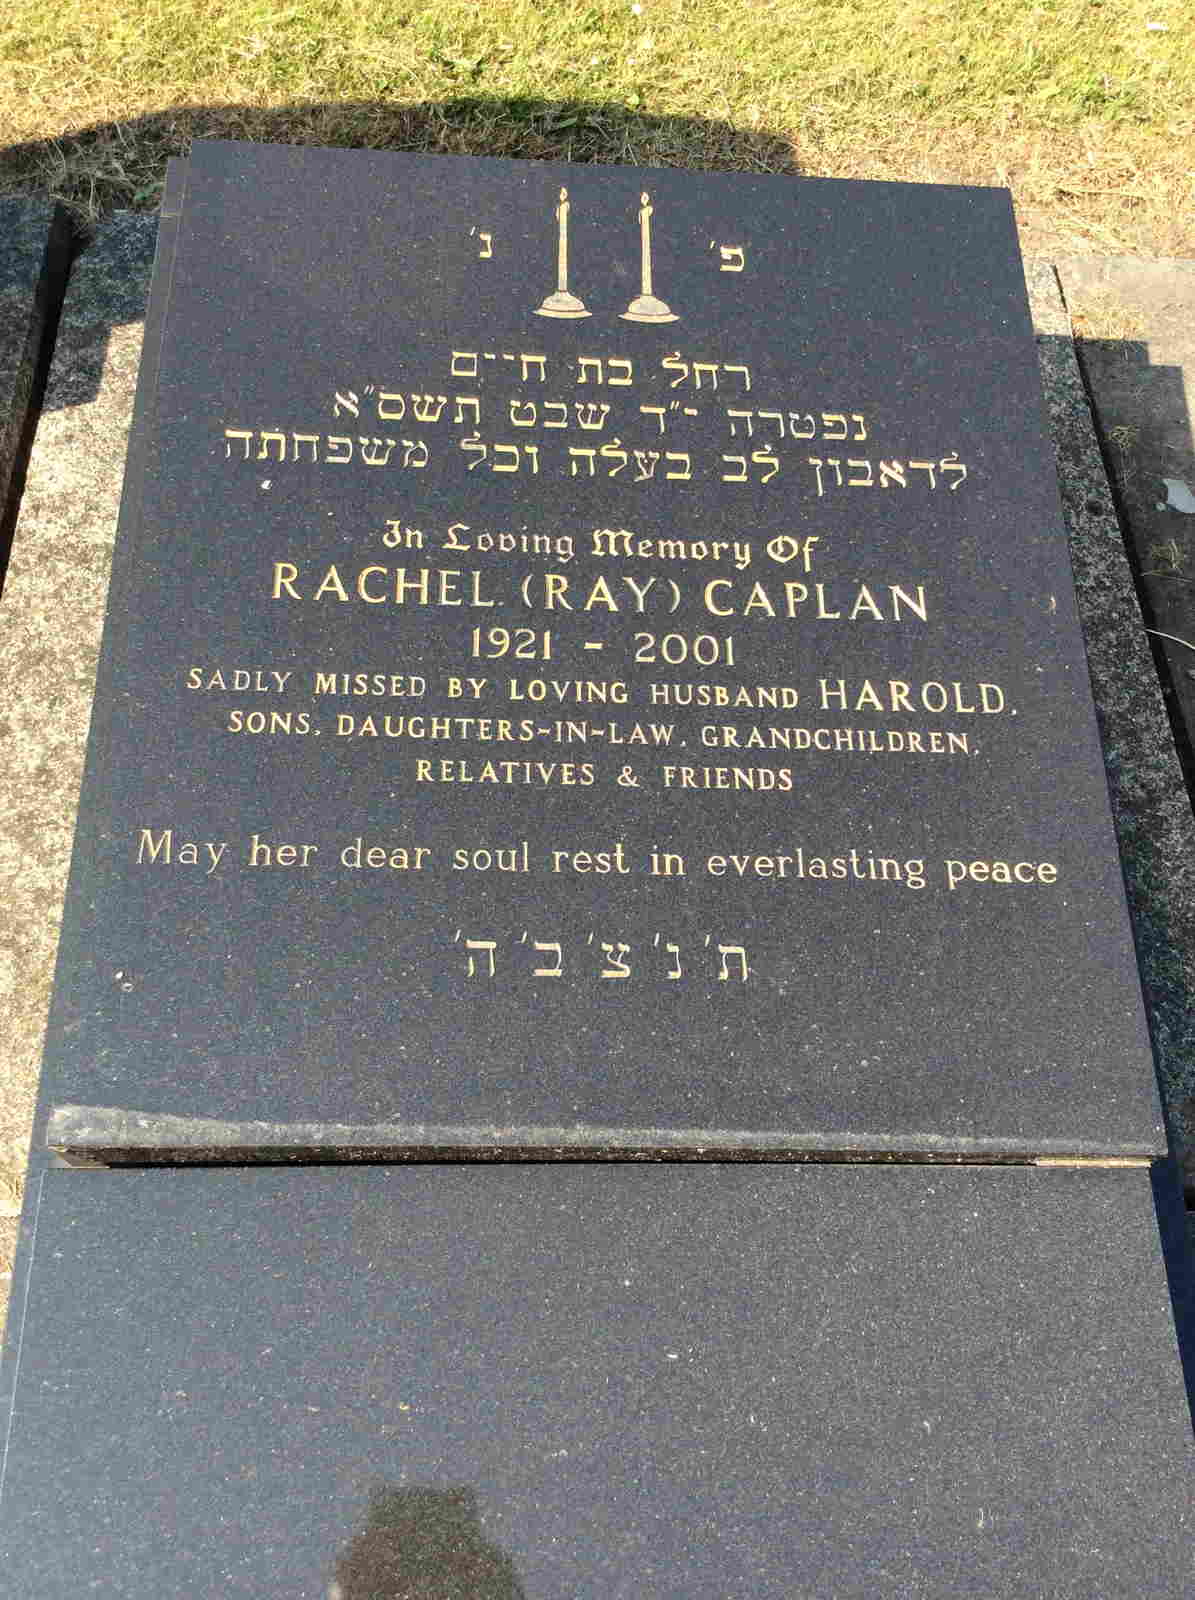 פ' נ'
רחל בת חיים
נפטרה י"ד שבט תשס"א
לדאבון לב בעלה וכל משפחתה
In Loving Memory Of
RACHEL (RAY) CAPLAN
1921 - 2001
SADLY MISSED BY LOVING HUSBAND HAROLD,
SONS, DAUGHTERS-IN-LAW, GRANDCHILDREN,
RELATIVES & FRIENDS
May her dear soul rest in everlasting peace
ת' נ' צ' ב' ה'